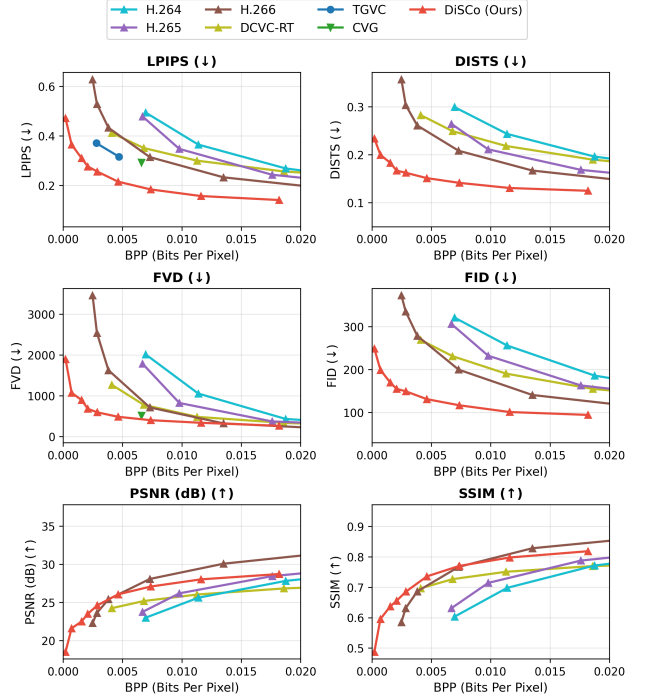 H.264 H.266 TGVC DiSCo (Ours)
H.265 DCVC-RT CVG
LPIPS (↓) DISTS (↓)
LPIPS (↓)
0.6
0.4
0.2
0.000 0.005 0.010 0.015 0.020
BPP (Bits Per Pixel)
DISTS (↓)
0.3
0.2
0.1
0.000 0.005 0.010 0.015 0.020
BPP (Bits Per Pixel)
FVD (↓) FID (↓)
FVD (↓)
3000
2000
1000
0
0.000 0.005 0.010 0.015 0.020
BPP (Bits Per Pixel)
FID (↓)
300
200
100
0.000 0.005 0.010 0.015 0.020
BPP (Bits Per Pixel)
PSNR (dB) (↑) SSIM (↑)
PSNR (dB) (↑)
35
30
25
20
0.000 0.005 0.010 0.015 0.020
BPP (Bits Per Pixel)
SSIM (↑)
0.9
0.8
0.7
0.6
0.5
0.000 0.005 0.010 0.015 0.020
BPP (Bits Per Pixel)